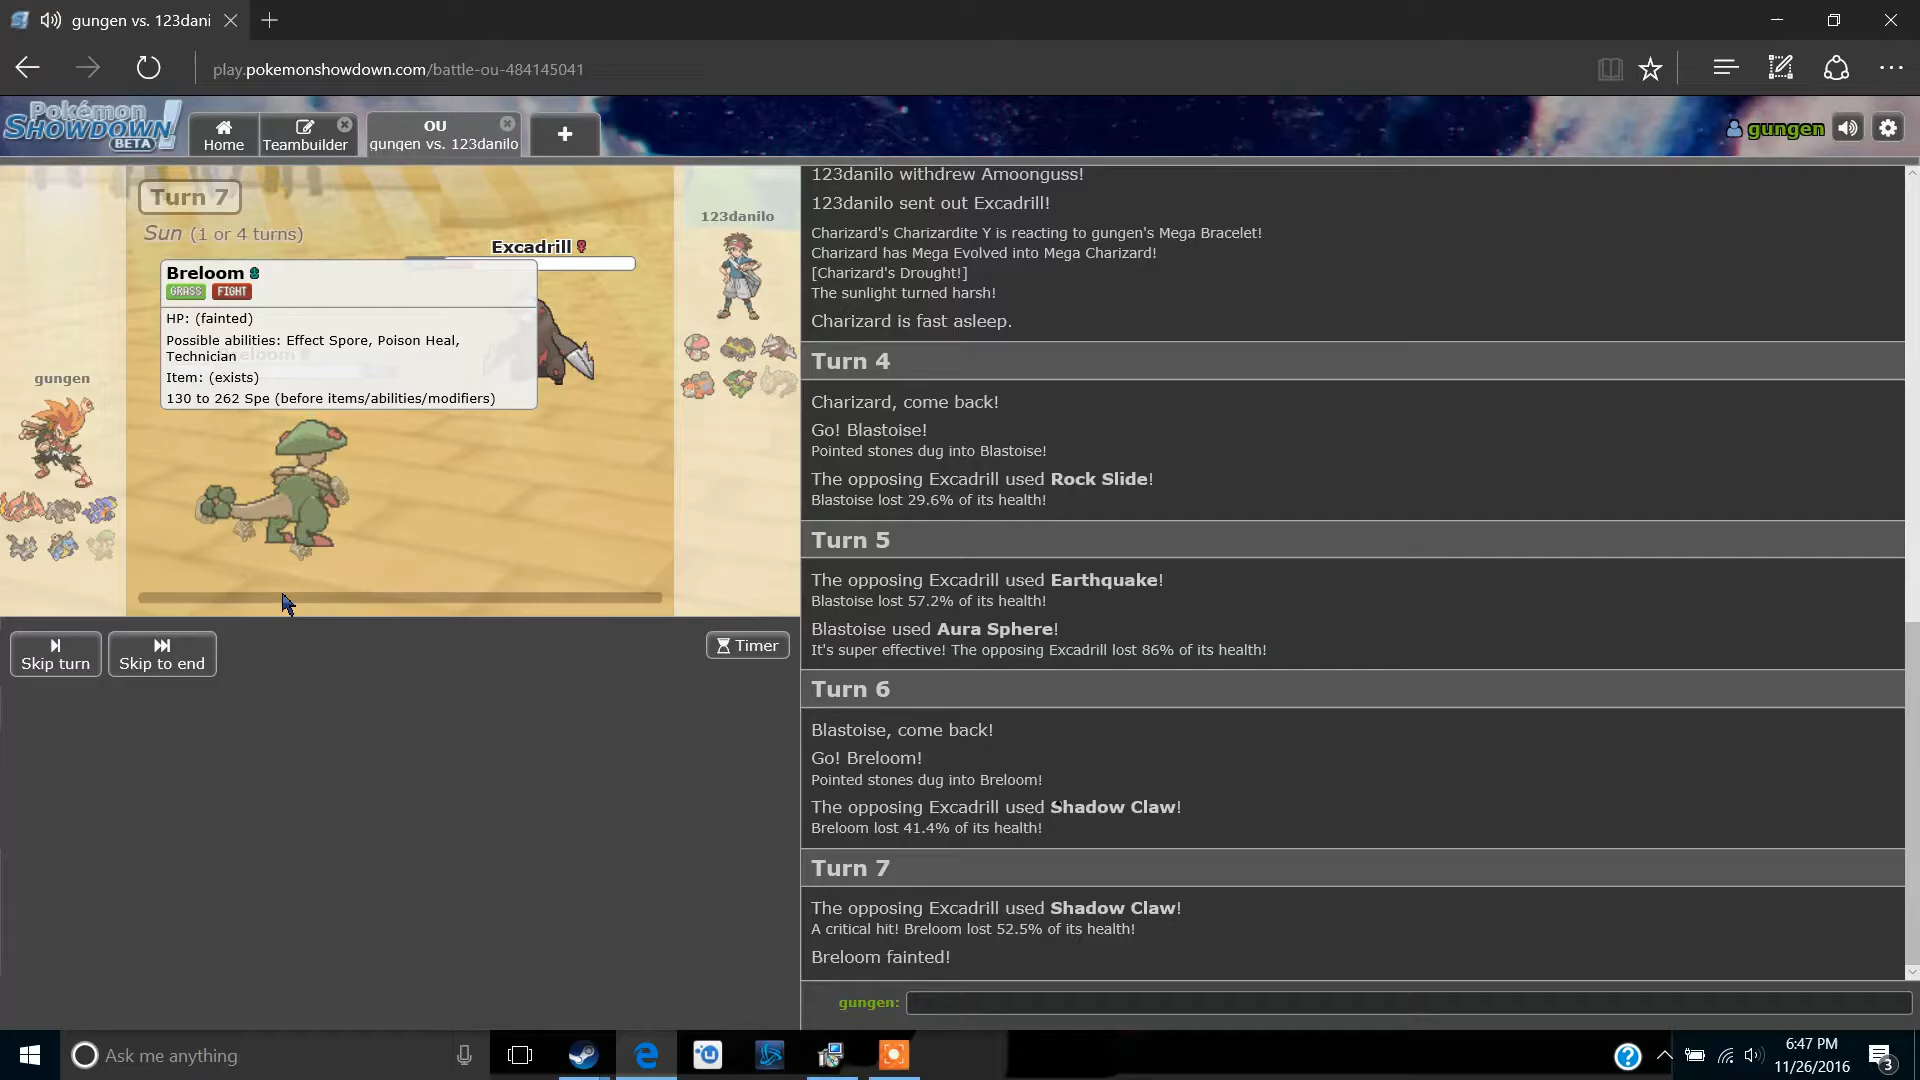 gungen vs. 123dani
play.pokemonshowdown.com/battle-ou-484145041
Pokémon
SHOWDOWN!
BETA
Home
Teambuilder
OU
gungen vs. 123danilo
gungen
Turn 7
Sun (1 or 4 turns)
Excadrill
Breloom
GRASS FIGHT
HP: (fainted)
Possible abilities: Effect Spore, Poison Heal,
Technician
Item: (exists)
130 to 262 Spe (before items/abilities/modifiers)
gungen
123danilo
Skip turn
Skip to end
Timer
123danilo withdrew Amoonguss!
123danilo sent out Excadrill!
Charizard's Charizardite Y is reacting to gungen's Mega Bracelet!
Charizard has Mega Evolved into Mega Charizard!
[Charizard's Drought!]
The sunlight turned harsh!
Charizard is fast asleep.
Turn 4
Charizard, come back!
Go! Blastoise!
Pointed stones dug into Blastoise!
The opposing Excadrill used Rock Slide!
Blastoise lost 29.6% of its health!
Turn 5
The opposing Excadrill used Earthquake!
Blastoise lost 57.2% of its health!
Blastoise used Aura Sphere!
It's super effective! The opposing Excadrill lost 86% of its health!
Turn 6
Blastoise, come back!
Go! Breloom!
Pointed stones dug into Breloom!
The opposing Excadrill used Shadow Claw!
Breloom lost 41.4% of its health!
Turn 7
The opposing Excadrill used Shadow Claw!
A critical hit! Breloom lost 52.5% of its health!
Breloom fainted!
gungen:
Ask me anything
6:47 PM
11/26/2016
3